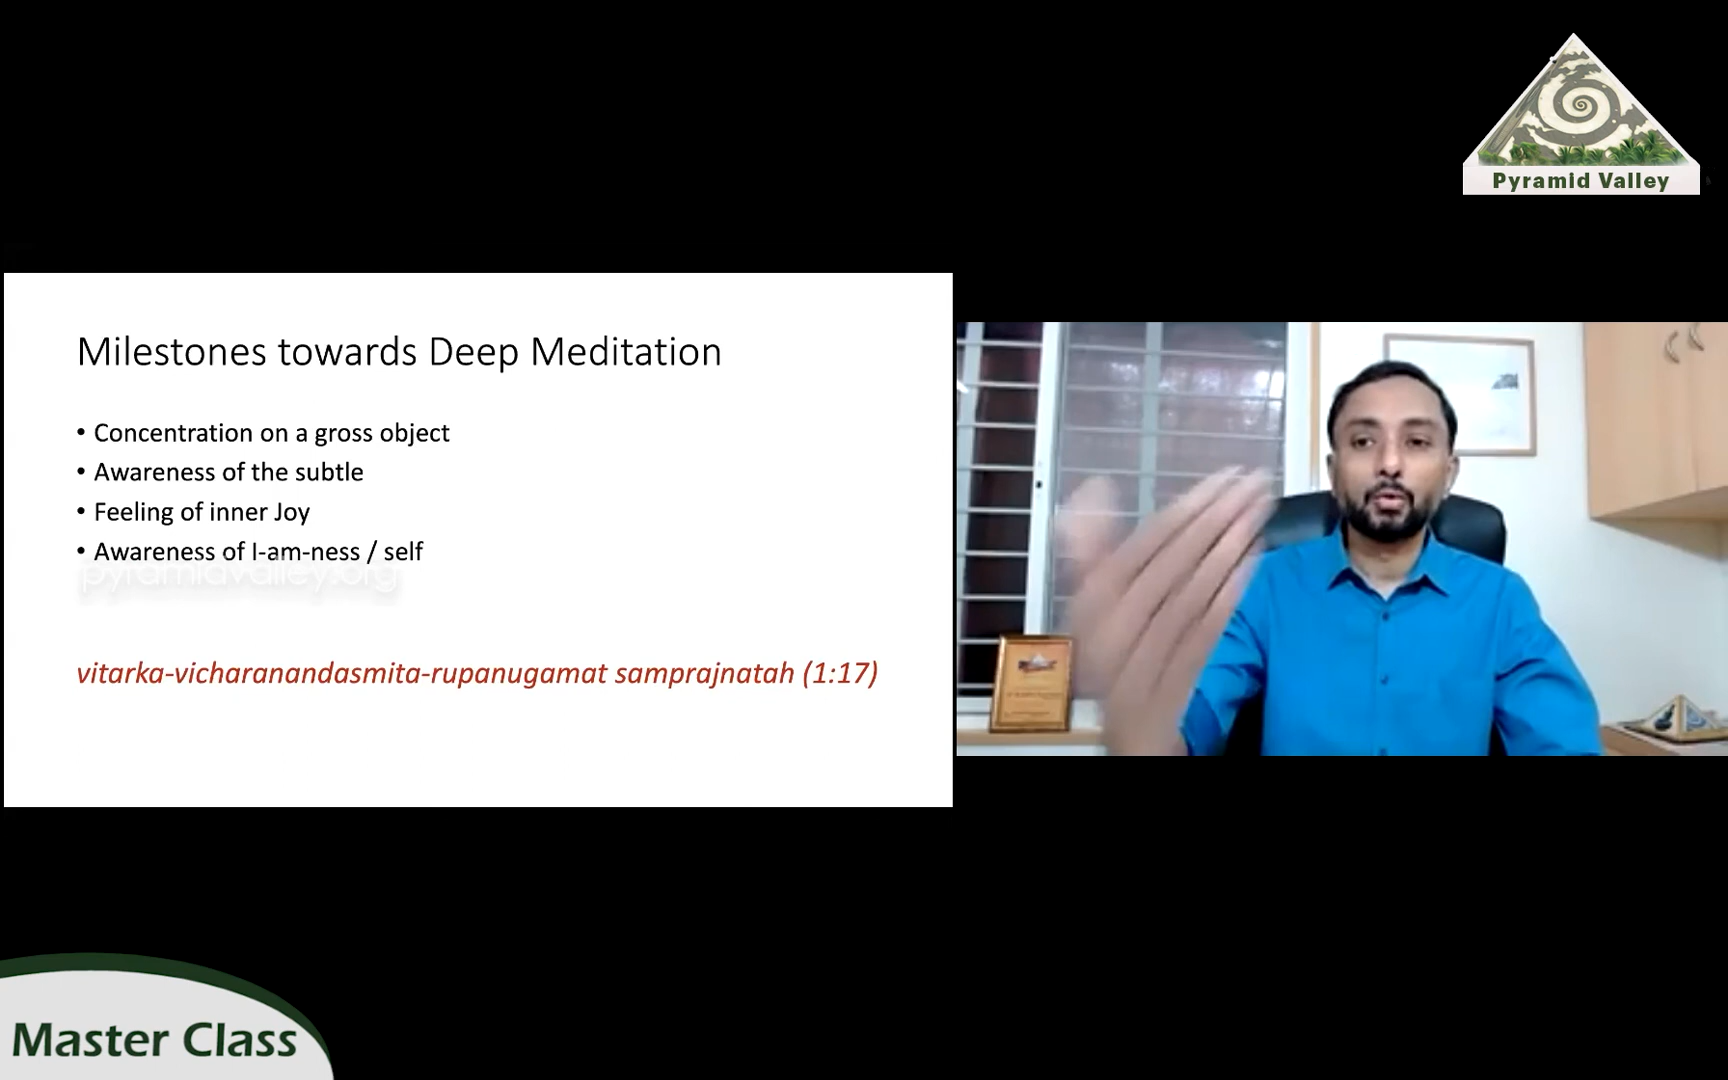 Pyramid Valley
Milestones towards Deep Meditation
• Concentration on a gross object
• Awareness of the subtle
• Feeling of inner Joy
• Awareness of I-am-ness / self
pyramidvalley.org
vitarka-vicharanandasmita-rupanugamat samprajnatah (1:17)
Master Class